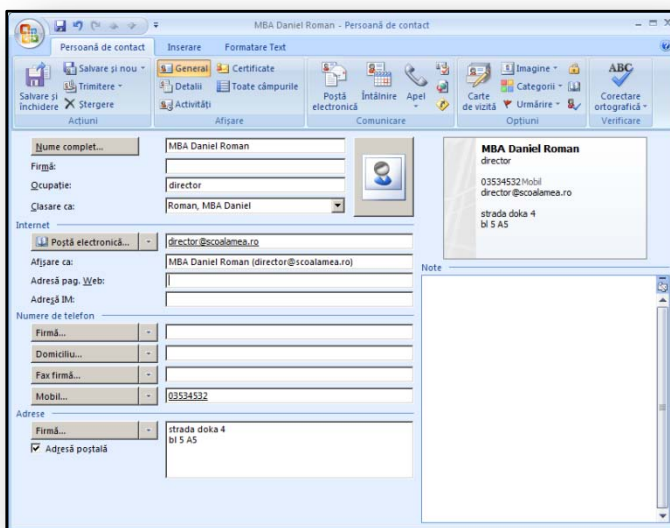 MBA Daniel Roman - Persoană de contact
Persoană de contact Inserare Formatare Text
Salvare și închidere
Salvare și nou
Trimitere
Ștergere
Acțiuni
General Certificate
Detalii Toate câmpurile
Activități
Afișare
Poștă electronică
Întâlnire
Apel
Comunicare
Carte de vizită
Imagine
Categorii
Urmărire
Opțiuni
ABC
Corectare ortografică
Verificare
Nume complet... MBA Daniel Roman
Firmă:
Ocupație: director
Clasare ca: Roman, MBA Daniel
Internet
Poștă electronică... director@scoalamea.ro
Afișare ca: MBA Daniel Roman (director@scoalamea.ro)
Adresă pag. Web:
Adresă IM:
Numere de telefon
Firmă...
Domiciliu...
Fax firmă...
Mobil... 03534532
Adrese
Firmă... strada doka 4
bl 5 A5
Adresă poștală
MBA Daniel Roman
director
03534532 Mobil
director@scoalamea.ro
strada doka 4
bl 5 A5
Note